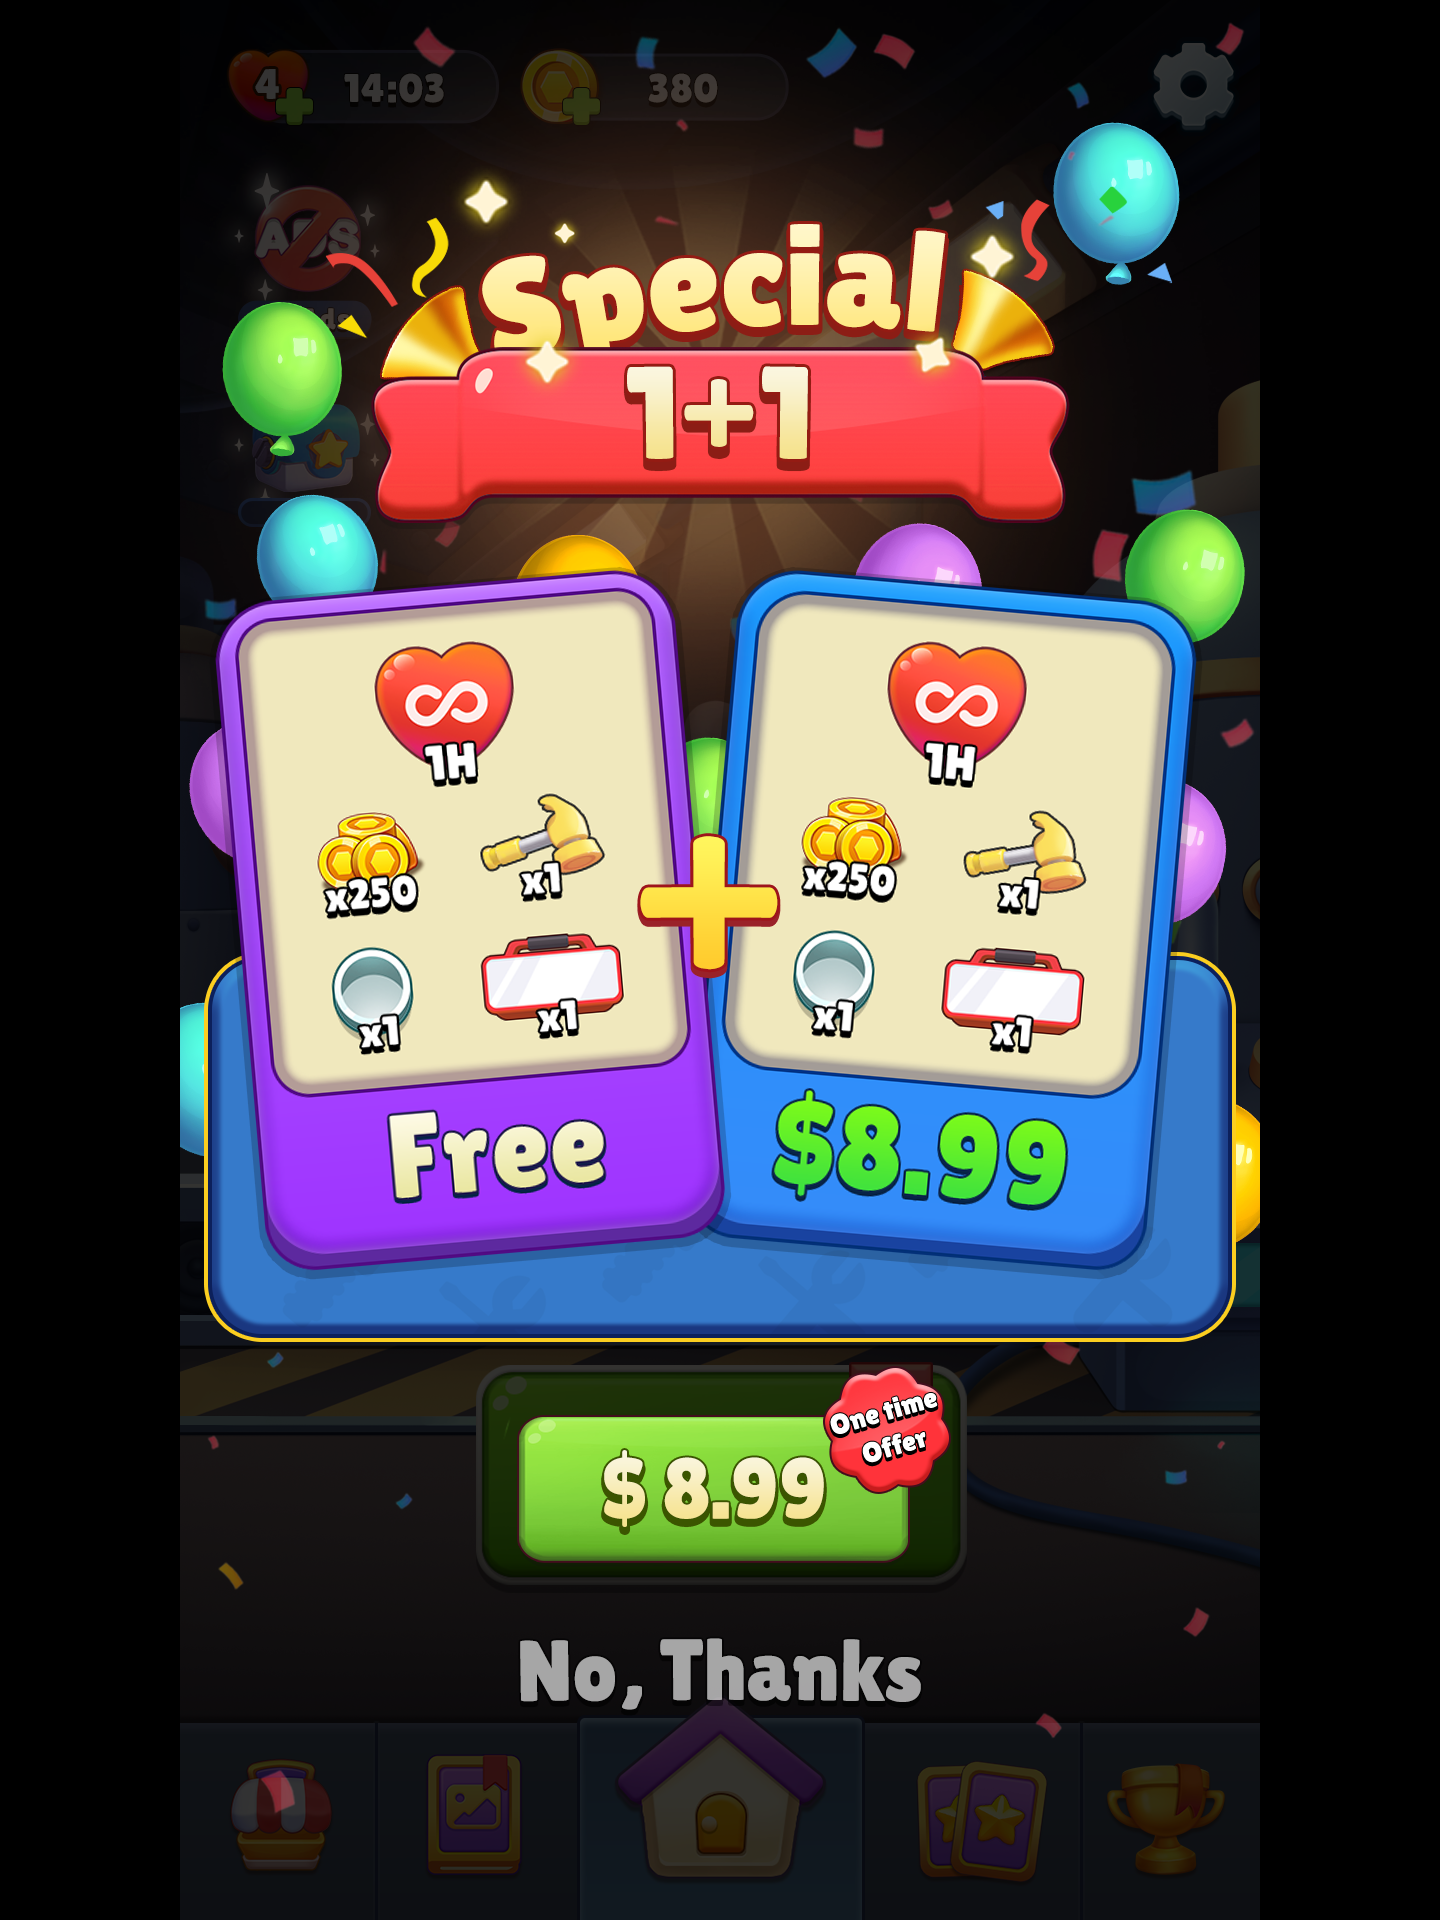 4
14:03
380
ADS
Special
1+1
1H
x250
x1
x1
x1
Free
1H
x250
x1
x1
x1
$8.99
One time
Offer
$ 8.99
No, Thanks